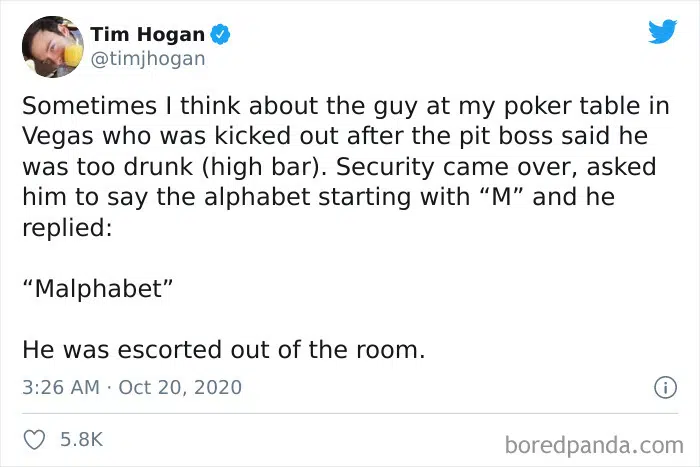 Tim Hogan
@timjhogan
Sometimes I think about the guy at my poker table in
Vegas who was kicked out after the pit boss said he
was too drunk (high bar). Security came over, asked
him to say the alphabet starting with “M” and he
replied:
“Malphabet”
He was escorted out of the room.
3:26 AM · Oct 20, 2020
5.8K
boredpanda.com